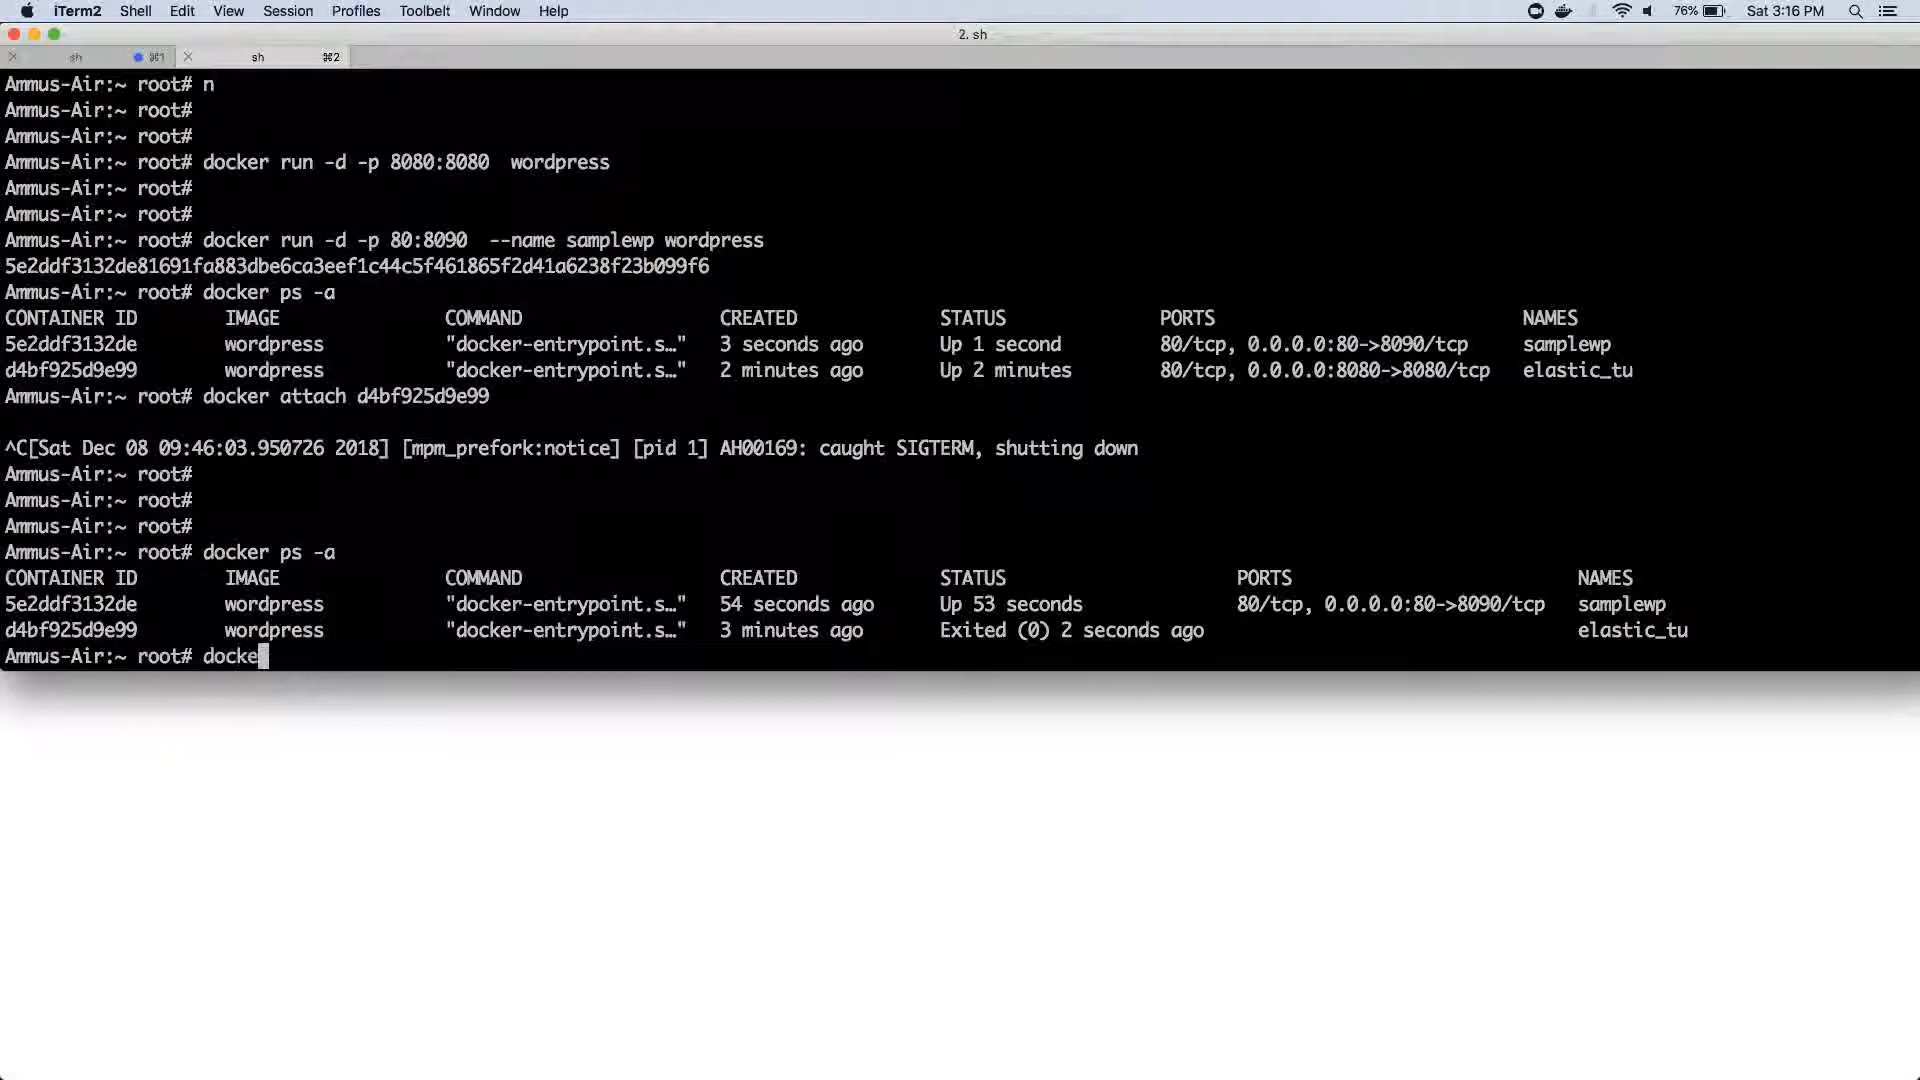 iTerm2 Shell Edit View Session Profiles Toolbelt Window Help 76% Sat 3:16 PM
2. sh
sh ⌘1 sh ⌘2
Ammus-Air:~ root# n
Ammus-Air:~ root#
Ammus-Air:~ root#
Ammus-Air:~ root# docker run -d -p 8080:8080  wordpress
Ammus-Air:~ root#
Ammus-Air:~ root#
Ammus-Air:~ root# docker run -d -p 80:8090  --name samplewp wordpress
5e2ddf3132de81691fa883dbe6ca3eef1c44c5f461865f2d41a6238f23b099f6
Ammus-Air:~ root# docker ps -a
CONTAINER ID        IMAGE               COMMAND                  CREATED             STATUS              PORTS                            NAMES
5e2ddf3132de        wordpress           "docker-entrypoint.s…"   3 seconds ago       Up 1 second         80/tcp, 0.0.0.0:80->8090/tcp     samplewp
d4bf925d9e99        wordpress           "docker-entrypoint.s…"   2 minutes ago       Up 2 minutes        80/tcp, 0.0.0.0:8080->8080/tcp   elastic_tu
Ammus-Air:~ root# docker attach d4bf925d9e99
^C[Sat Dec 08 09:46:03.950726 2018] [mpm_prefork:notice] [pid 1] AH00169: caught SIGTERM, shutting down
Ammus-Air:~ root#
Ammus-Air:~ root#
Ammus-Air:~ root#
Ammus-Air:~ root# docker ps -a
CONTAINER ID        IMAGE               COMMAND                  CREATED             STATUS                     PORTS                          NAMES
5e2ddf3132de        wordpress           "docker-entrypoint.s…"   54 seconds ago      Up 53 seconds              80/tcp, 0.0.0.0:80->8090/tcp   samplewp
d4bf925d9e99        wordpress           "docker-entrypoint.s…"   3 minutes ago       Exited (0) 2 seconds ago                                  elastic_tu
Ammus-Air:~ root# docke